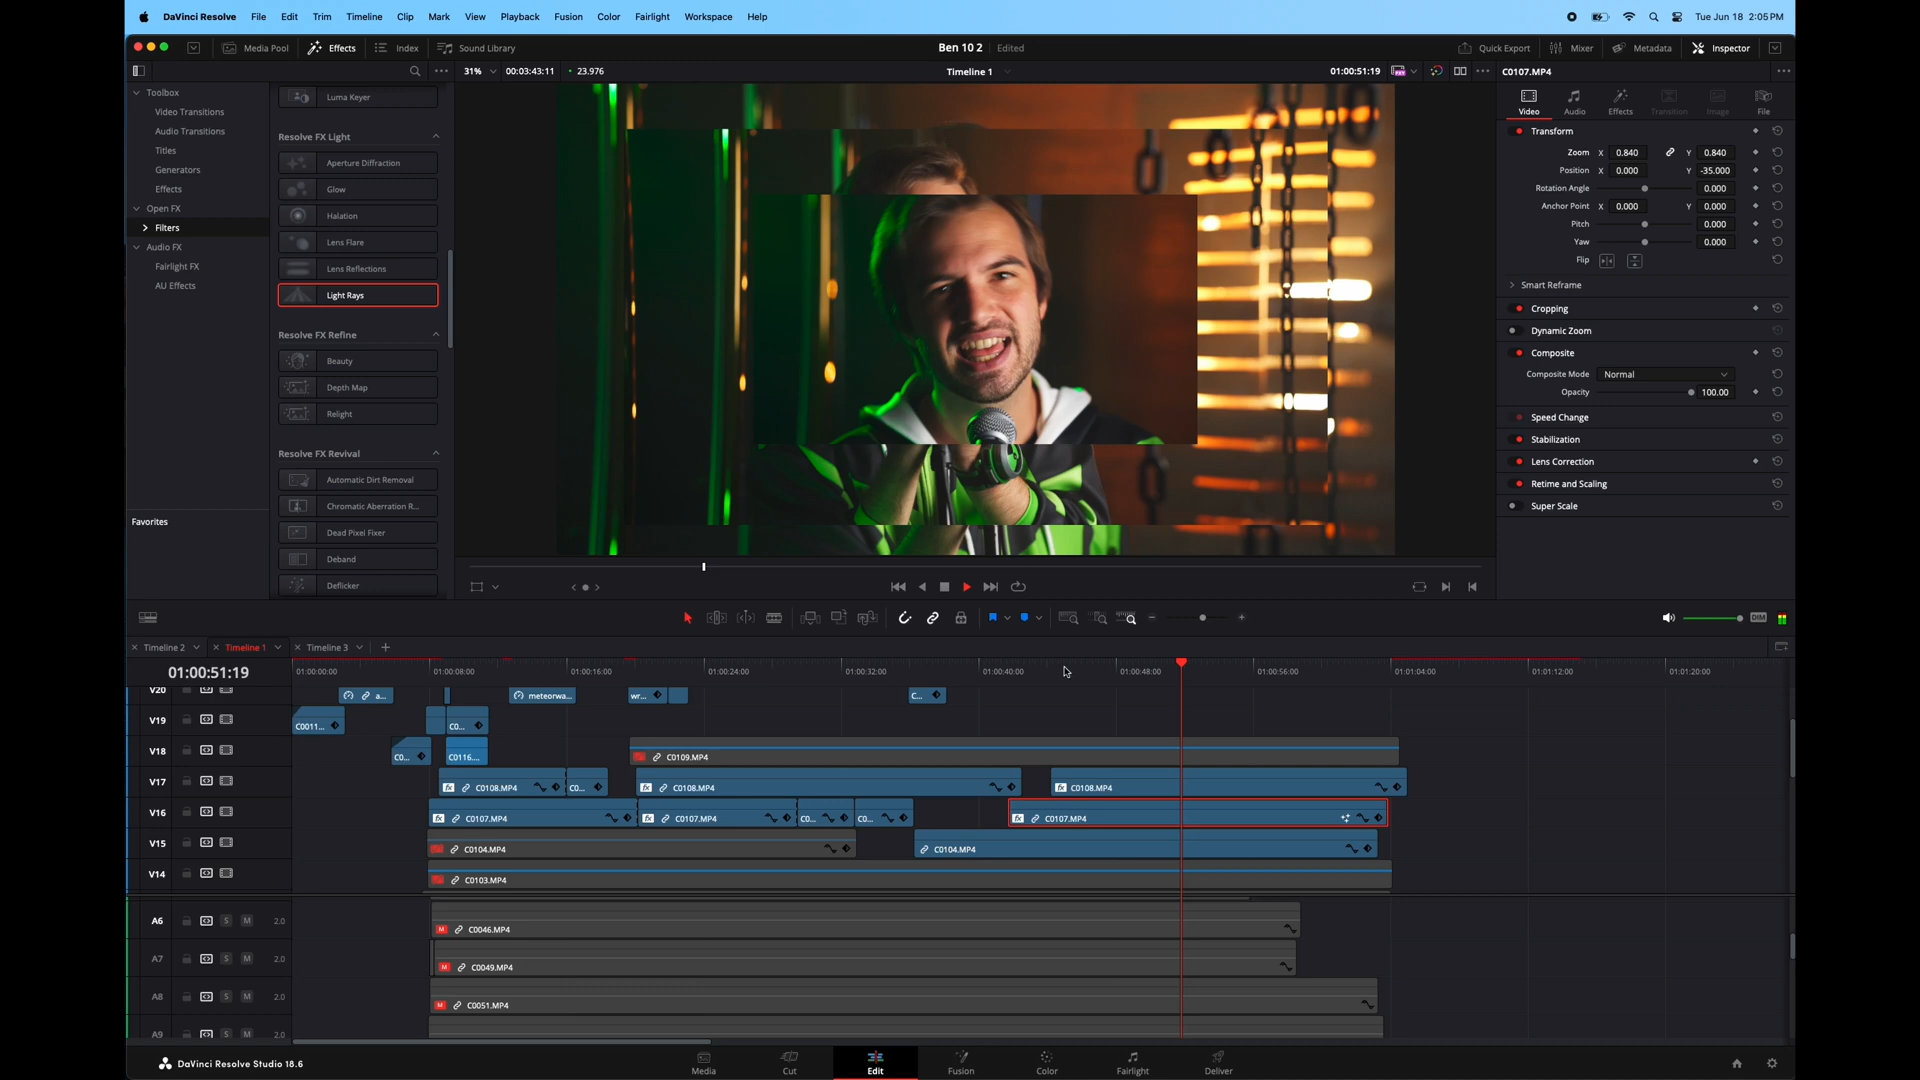 DaVinci Resolve File Edit Trim Timeline Clip Mark View Playback Fusion Color Fairlight Workspace Help Tue Jun 18 2:05 PM
Media Pool Effects Index Sound Library Ben 10 2 Edited Quick Export Mixer Metadata Inspector
31% 00:03:43:11 23.976 Timeline 1 01:00:51:19 C0107.MP4
Toolbox
Video Transitions
Audio Transitions
Titles
Generators
Effects
Open FX
Filters
Audio FX
Fairlight FX
AU Effects
Favorites
Luma Keyer
Resolve FX Light
Aperture Diffraction
Glow
Halation
Lens Flare
Lens Reflections
Light Rays
Resolve FX Refine
Beauty
Depth Map
Relight
Resolve FX Revival
Automatic Dirt Removal
Chromatic Aberration R...
Dead Pixel Fixer
Deband
Deflicker
Video Audio Effects Transition Image File
Transform
Zoom X 0.840 Y 0.840
Position X 0.000 Y -35.000
Rotation Angle 0.000
Anchor Point X 0.000 Y 0.000
Pitch 0.000
Yaw 0.000
Flip
Smart Reframe
Cropping
Dynamic Zoom
Composite
Composite Mode Normal
Opacity 100.00
Speed Change
Stabilization
Lens Correction
Retime and Scaling
Super Scale
DIM
Timeline 2 Timeline 1 Timeline 3
01:00:51:19 01:00:00:00 01:00:08:00 01:00:16:00 01:00:24:00 01:00:32:00 01:00:40:00 01:00:48:00 01:00:56:00 01:01:04:00 01:01:12:00 01:01:20:00
V20 a... meteorwa... wr... C...
V19 C0011... C0...
V18 C0... C0116.... C0109.MP4
V17 C0108.MP4 C0... C0108.MP4 C0108.MP4
V16 C0107.MP4 C0107.MP4 C0... C0... C0107.MP4
V15 C0104.MP4 C0104.MP4
V14 C0103.MP4
A6 S M 2.0 M C0046.MP4
A7 S M 2.0 M C0049.MP4
A8 S M 2.0 M C0051.MP4
A9 S M 2.0
DaVinci Resolve Studio 18.6 Media Cut Edit Fusion Color Fairlight Deliver